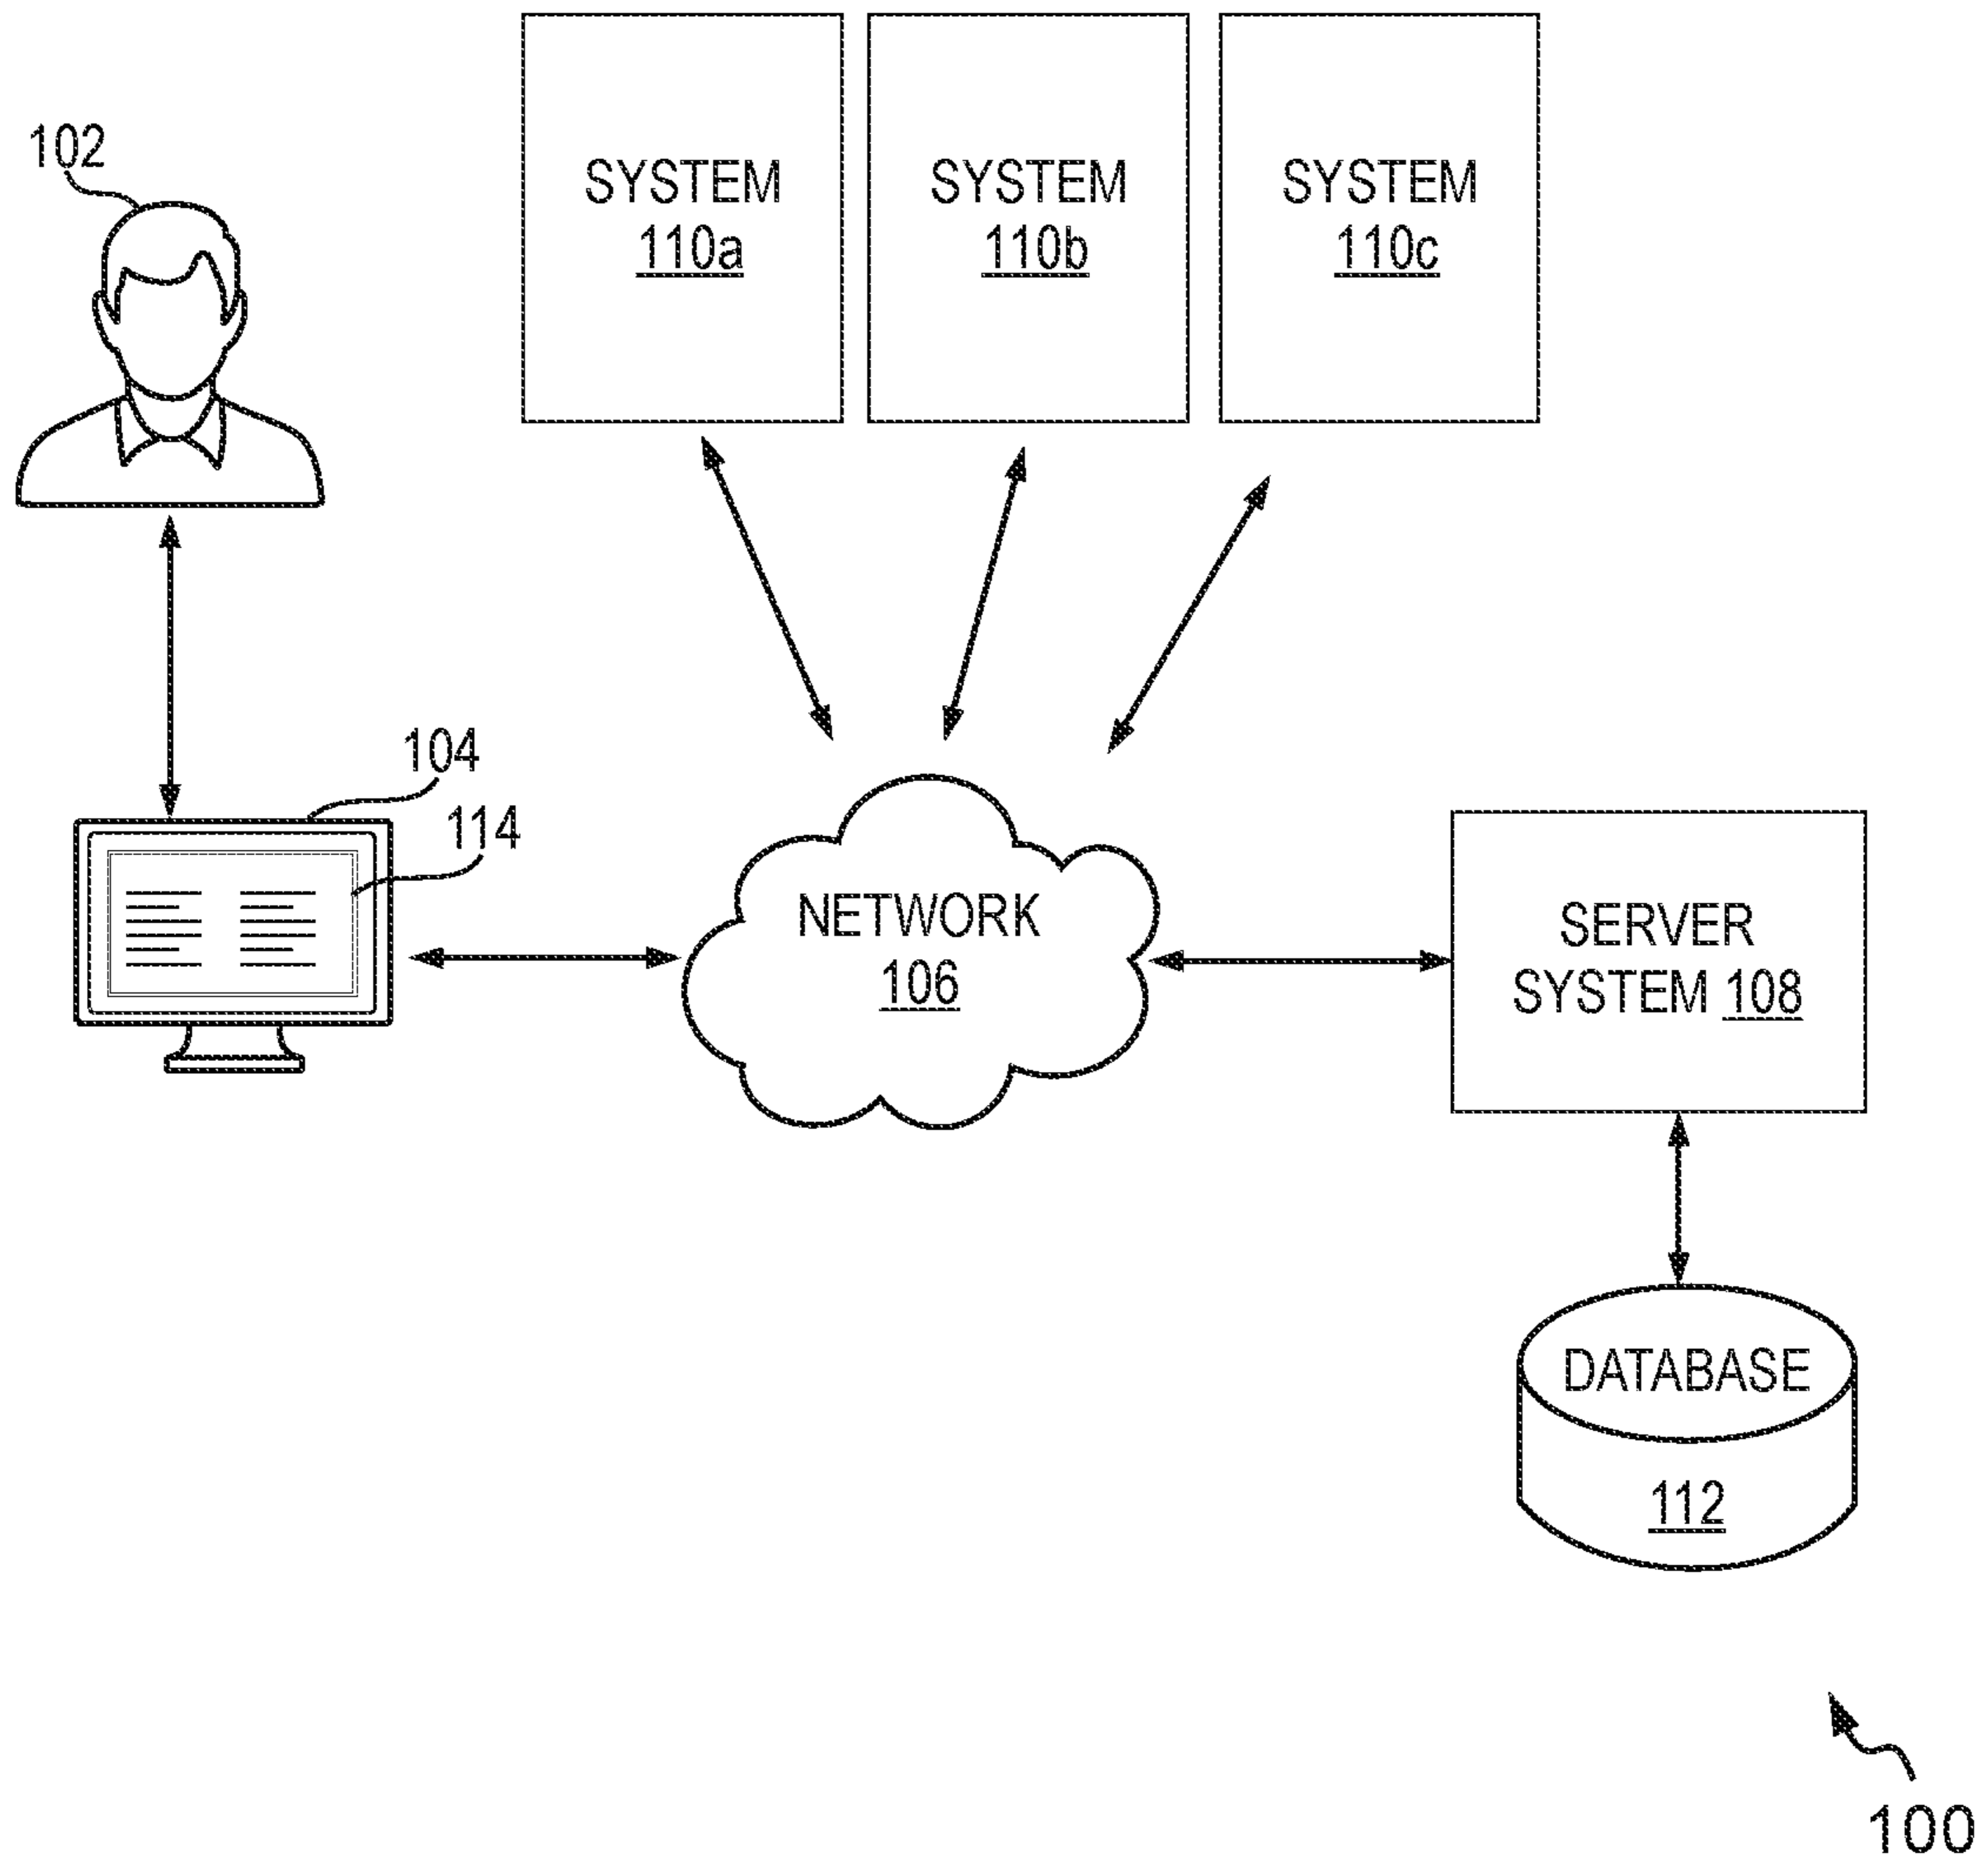 102
SYSTEM
110a
SYSTEM
110b
SYSTEM
110c
104
114
NETWORK
106
SERVER
SYSTEM 108
DATABASE
112
100